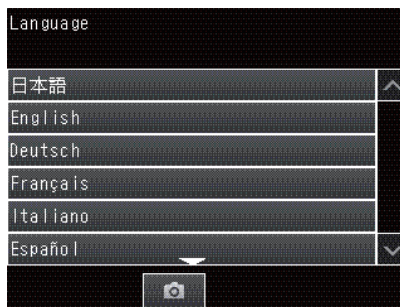 Language
日本語
English
Deutsch
Français
Italiano
Español